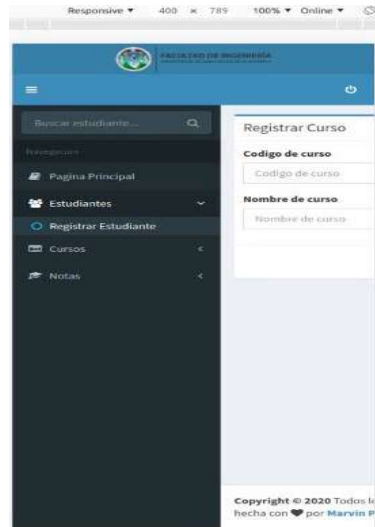 Responsive ▼ 400 × 789 100% ▼ Online ▼
FACULTAD DE INGENIERÍA
Buscar estudiante...
Navegacion
Pagina Principal
Estudiantes
Registrar Estudiante
Cursos
Notas
Registrar Curso
Codigo de curso
Codigo de curso
Nombre de curso
Nombre de curso
Copyright © 2020 Todos l
hecha con ❤ por Marvin P